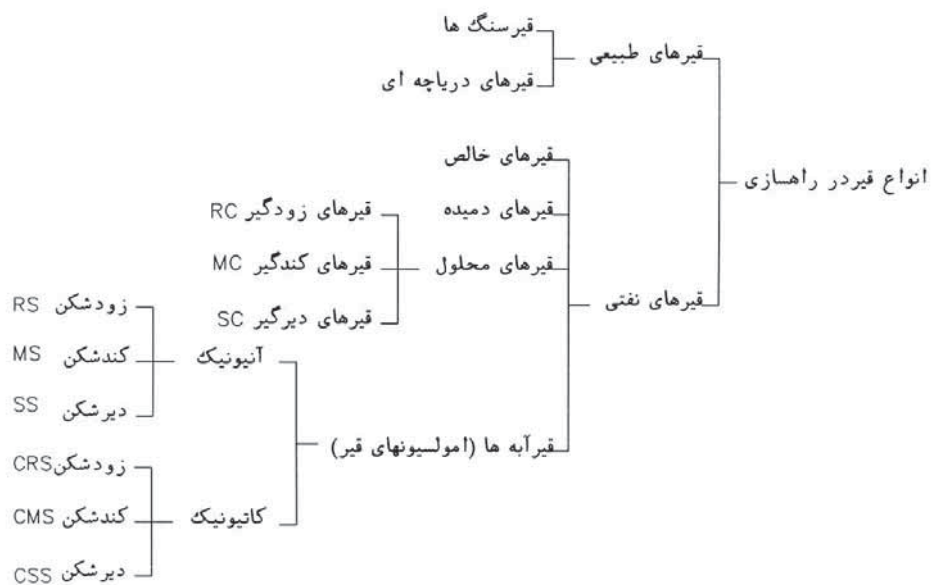 انواع قیردر راهسازی
قیرهای طبیعی
قیرسنگ ها
قیرهای دریاچه ای
قیرهای نفتی
قیرهای خالص
قیرهای دمیده
قیرهای محلول
قیرهای زودگیر RC
قیرهای کندگیر MC
قیرهای دیرگیر SC
قیرآبه ها (امولسیونهای قیر)
آنیونیک
زودشکن RS
کندشکن MS
دیرشکن SS
کاتیونیک
زودشکن CRS
کندشکن CMS
دیرشکن CSS